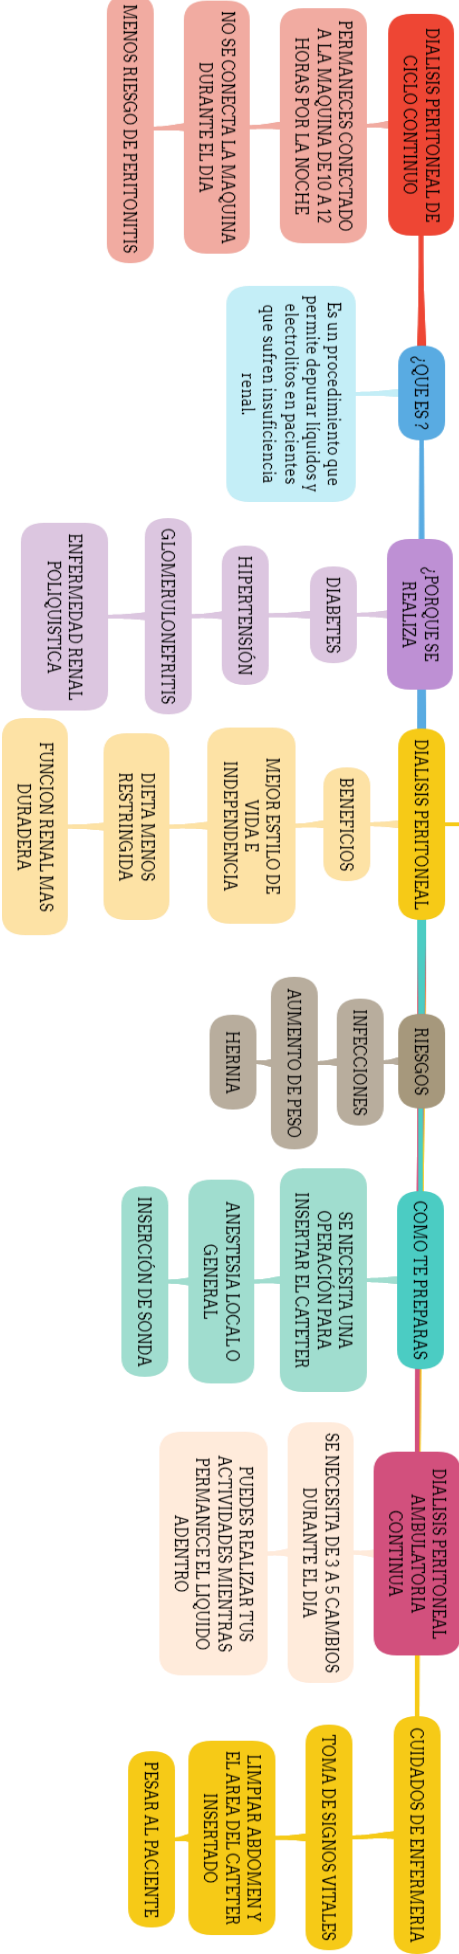 DIALISIS PERITONEAL DE
CICLO CONTINUO
PERMANECES CONECTADO
A LA MAQUINA DE 10 A 12
HORAS POR LA NOCHE
NO SE CONECTA LA MAQUINA
DURANTE EL DIA
MENOS RIESGO DE PERITONITIS
¿QUE ES ?
Es un procedimiento que
permite depurar líquidos y
electrolitos en pacientes
que sufren insuficiencia
renal.
¿PORQUE SE
REALIZA
DIABETES
HIPERTENSIÓN
GLOMERULONEFRITIS
ENFERMEDAD RENAL
POLIQUISTICA
DIALISIS PERITONEAL
BENEFICIOS
MEJOR ESTILO DE
VIDA E
INDEPENDENCIA
DIETA MENOS
RESTRINGIDA
FUNCION RENAL MAS
DURADERA
RIESGOS
INFECCIONES
AUMENTO DE PESO
HERNIA
COMO TE PREPARAS
SE NECESITA UNA
OPERACIÓN PARA
INSERTAR EL CATETER
ANESTESIA LOCAL O
GENERAL
INSERCIÓN DE SONDA
DIALISIS PERITONEAL
AMBULATORIA
CONTINUA
SE NECESITA DE 3 A 5 CAMBIOS
DURANTE EL DIA
PUEDES REALIZAR TUS
ACTIVIDADES MIENTRAS
PERMANECE EL LIQUIDO
ADENTRO
CUIDADOS DE ENFERMERIA
TOMA DE SIGNOS VITALES
LIMPIAR ABDOMEN Y
EL AREA DEL CATETER
INSERTADO
PESAR AL PACIENTE